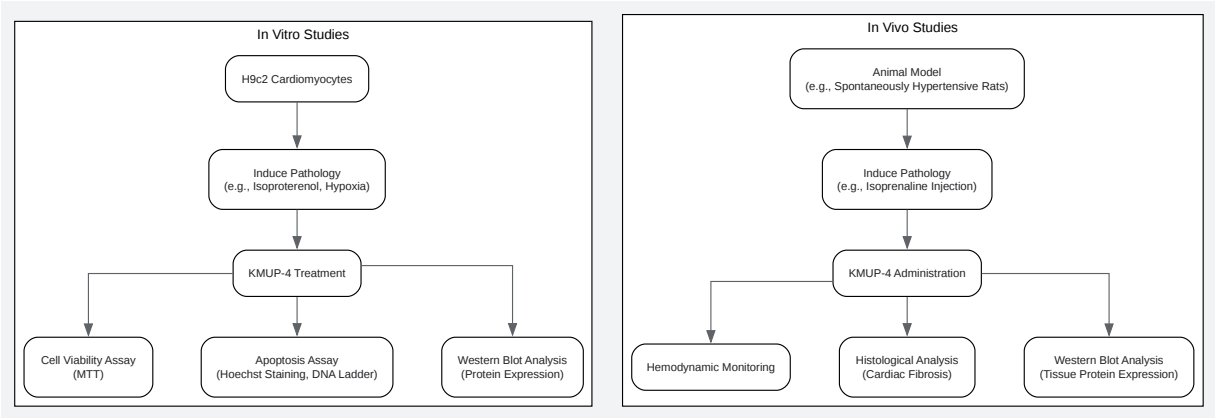 In Vitro Studies
H9c2 Cardiomyocytes
Induce Pathology
(e.g., Isoproterenol, Hypoxia)
KMUP-4 Treatment
Cell Viability Assay
(MTT)
Apoptosis Assay
(Hoechst Staining, DNA Ladder)
Western Blot Analysis
(Protein Expression)
In Vivo Studies
Animal Model
(e.g., Spontaneously Hypertensive Rats)
Induce Pathology
(e.g., Isoprenaline Injection)
KMUP-4 Administration
Hemodynamic Monitoring
Histological Analysis
(Cardiac Fibrosis)
Western Blot Analysis
(Tissue Protein Expression)